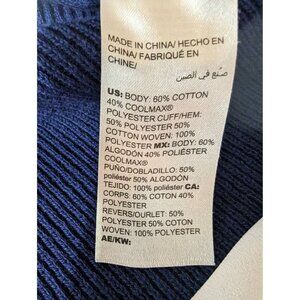 MADE IN CHINA/ HECHO EN
CHINA/ FABRIQUÉ EN
CHINE/
صنع في الصين
US: BODY: 60% COTTON
40% COOLMAX®
POLYESTER CUFF/HEM:
50% POLYESTER 50%
COTTON WOVEN: 100%
POLYESTER MX: BODY: 60%
ALGODÓN 40% POLIÉSTER
COOLMAX®
PUÑO/DOBLADILLO: 50%
poliéster 50% ALGODÓN
TEJIDO: 100% poliéster CA:
CORPS: 60% COTON 40%
POLYESTER
REVERS/OURLET: 50%
POLYESTER 50% COTON
WOVEN: 100%
POLYESTER
AE/KW: